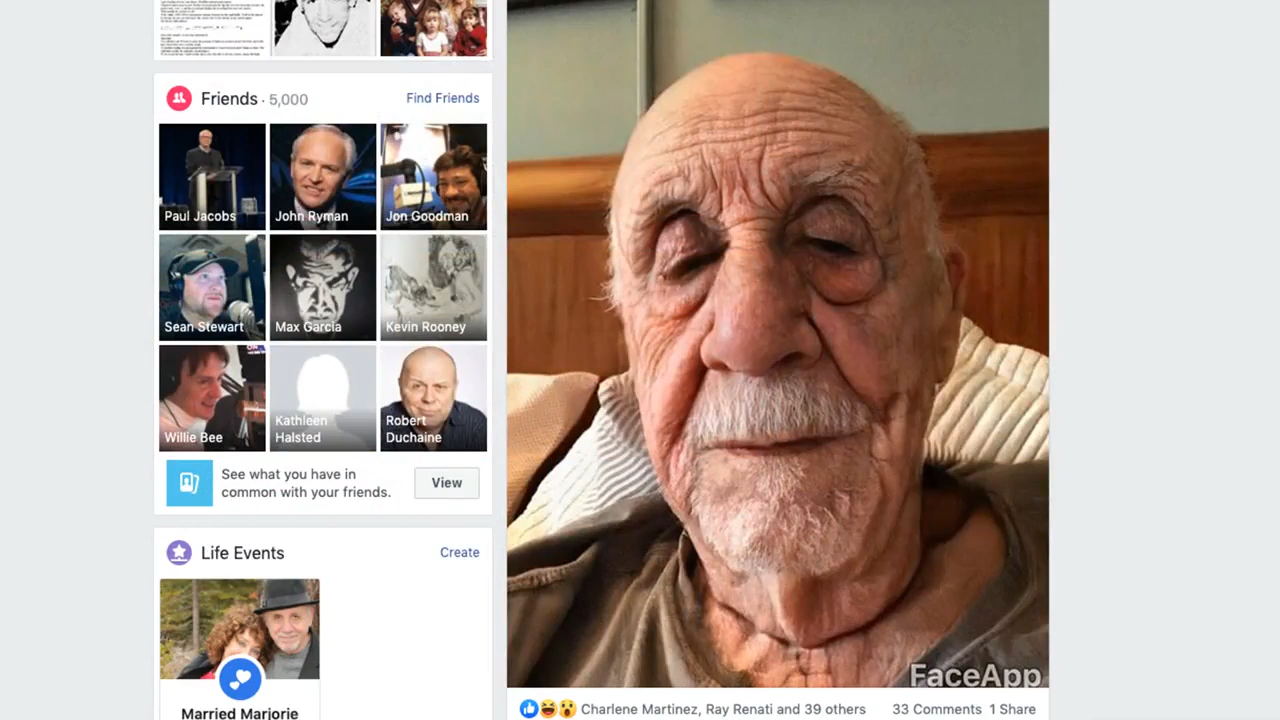 Friends · 5,000
Find Friends
Paul Jacobs
John Ryman
Jon Goodman
Sean Stewart
Max Garcia
Kevin Rooney
Willie Bee
Kathleen
Halsted
Robert
Duchaine
See what you have in
common with your friends.
View
Life Events
Create
Married Marjorie
FaceApp
Charlene Martinez, Ray Renati and 39 others
33 Comments 1 Share